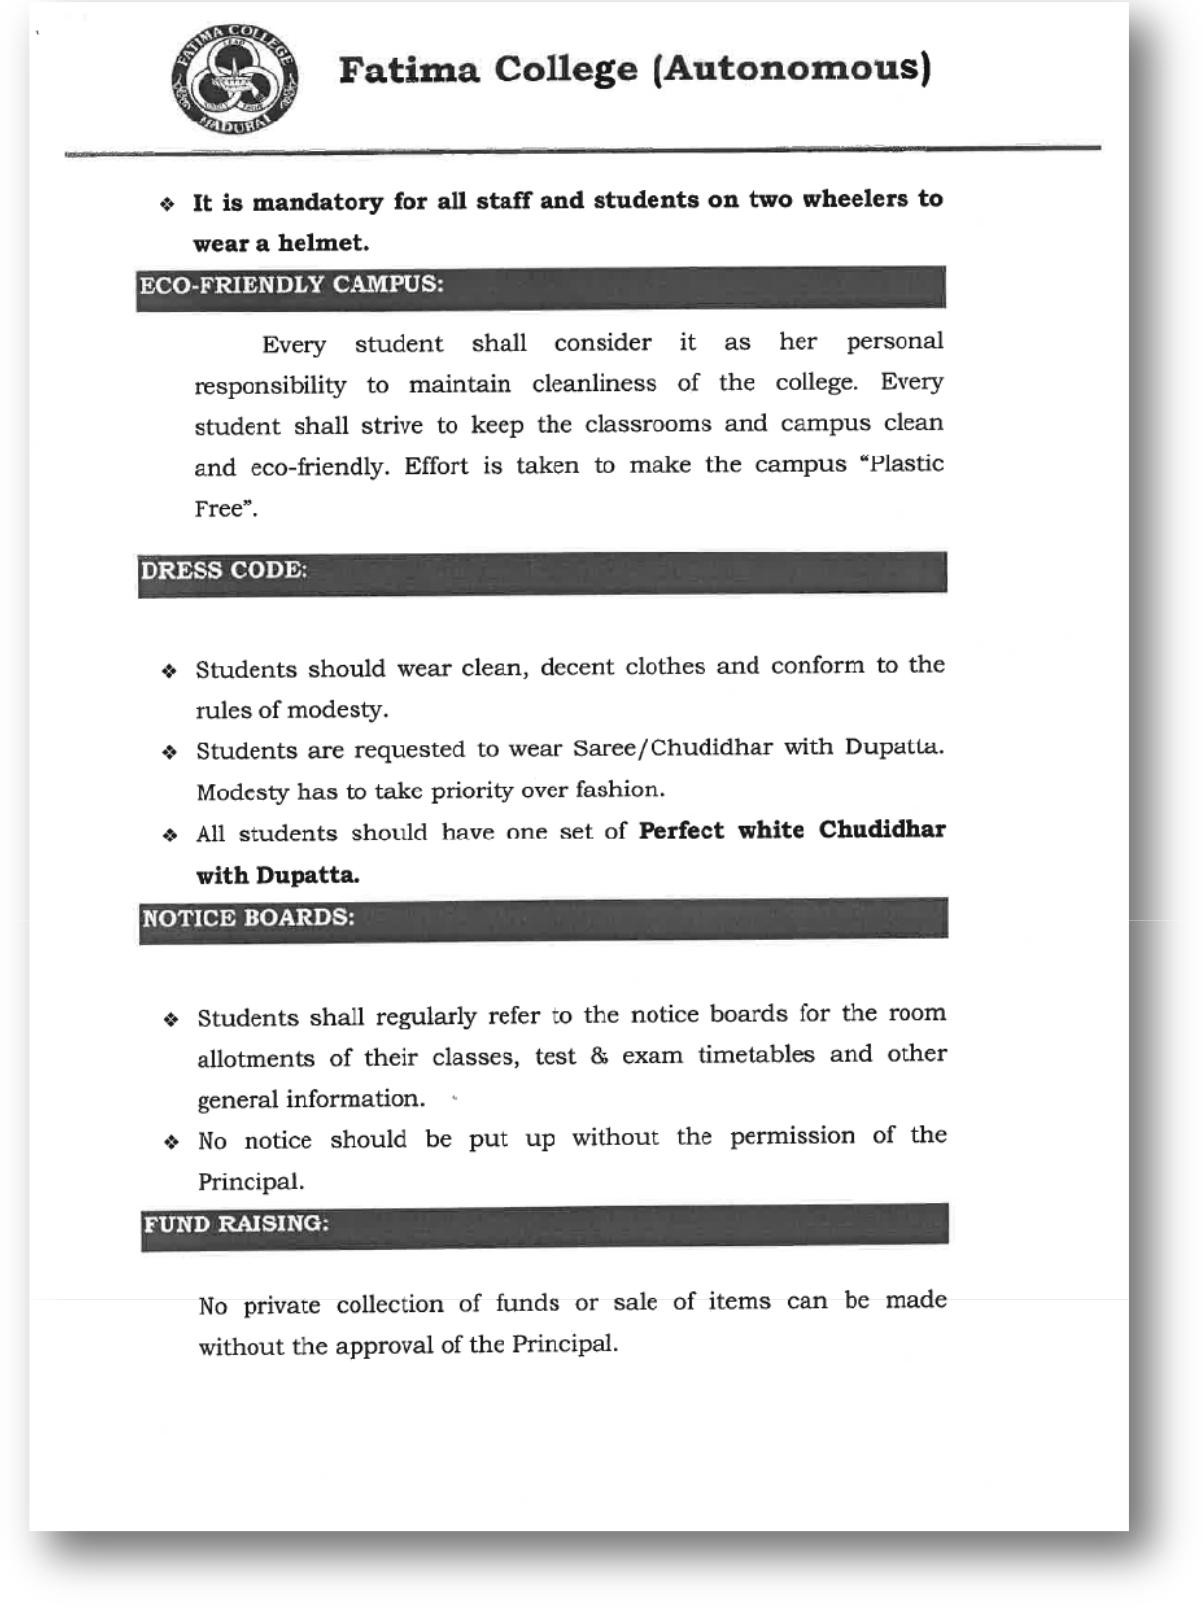 FATIMA COLLEGE
MADURAI
Fatima College (Autonomous)
❖ It is mandatory for all staff and students on two wheelers to
wear a helmet.
ECO-FRIENDLY CAMPUS:
Every student shall consider it as her personal
responsibility to maintain cleanliness of the college. Every
student shall strive to keep the classrooms and campus clean
and eco-friendly. Effort is taken to make the campus “Plastic
Free”.
DRESS CODE:
❖ Students should wear clean, decent clothes and conform to the
rules of modesty.
❖ Students are requested to wear Saree/Chudidhar with Dupatta.
Modesty has to take priority over fashion.
❖ All students should have one set of Perfect white Chudidhar
with Dupatta.
NOTICE BOARDS:
❖ Students shall regularly refer to the notice boards for the room
allotments of their classes, test & exam timetables and other
general information.
❖ No notice should be put up without the permission of the
Principal.
FUND RAISING:
No private collection of funds or sale of items can be made
without the approval of the Principal.